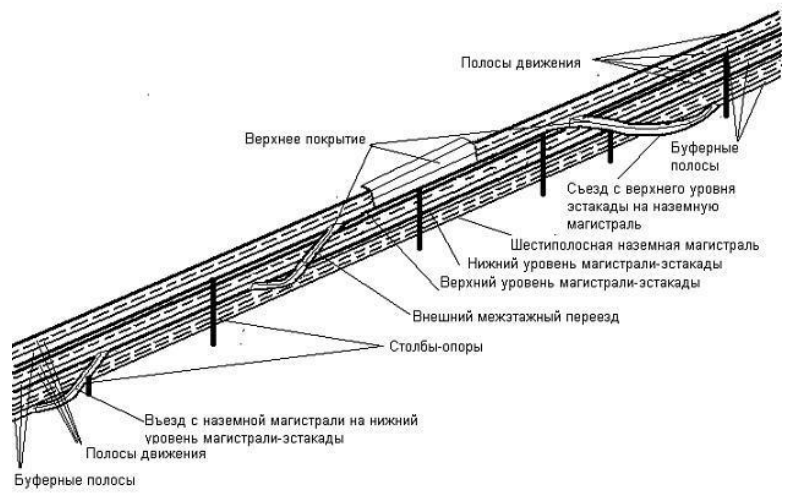 Полосы движения
Верхнее покрытие
Буферные
полосы
Съезд с верхнего уровня
эстакады на наземную
магистраль
Шестиполосная наземная магистраль
Нижний уровень магистрали-эстакады
Верхний уровень магистрали-эстакады
Внешний межэтажный переезд
Столбы-опоры
Въезд с наземной магистрали на нижний
уровень магистрали-эстакады
Полосы движения
Буферные полосы